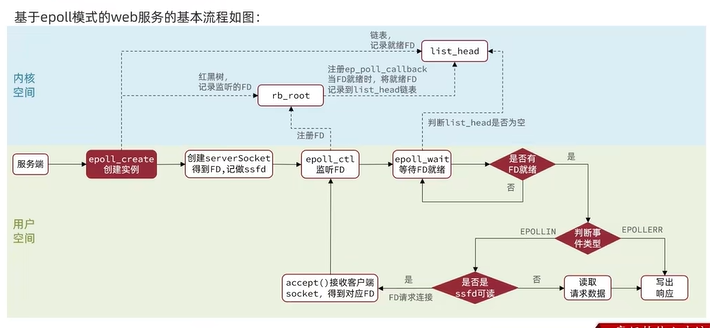 基于epoll模式的web服务的基本流程如图：
链表，
记录就绪FD
list_head
内核
空间
红黑树，
记录监听的FD
rb_root
注册ep_poll_callback
当FD就绪时，将就绪FD
记录到list_head链表
注册FD
判断list_head是否为空
服务端
epoll_create
创建实例
创建serverSocket
得到FD,记做ssfd
epoll_ctl
监听FD
epoll_wait
等待FD就绪
是否有
FD就绪
是
否
用户
空间
EPOLLIN
判断事
件类型
EPOLLERR
accept()接收客户端
socket，得到对应FD
是
FD请求连接
是否是
ssfd可读
否
读取
请求数据
写出
响应